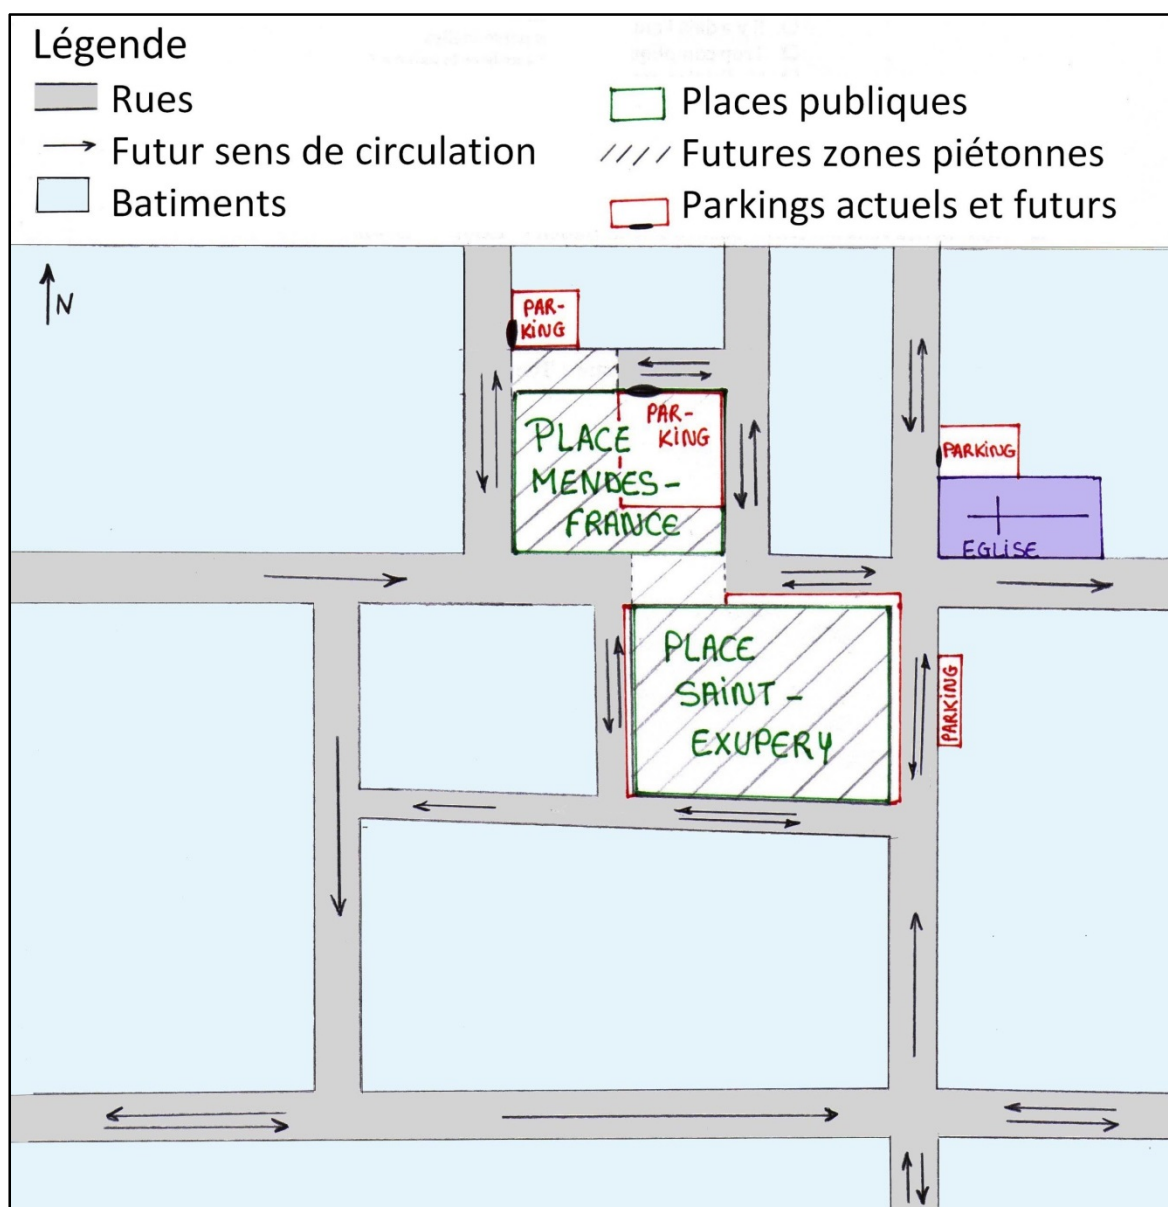 Légende
Rues
Futur sens de circulation
Batiments
Places publiques
Futures zones piétonnes
Parkings actuels et futurs
N
PAR-
KiNG
PAR-
KiNG
PLACE
MENDES-
FRANCE
PARKiNG
EGLiSE
PLACE
SAiNT-
EXUPERY
PARKiNG